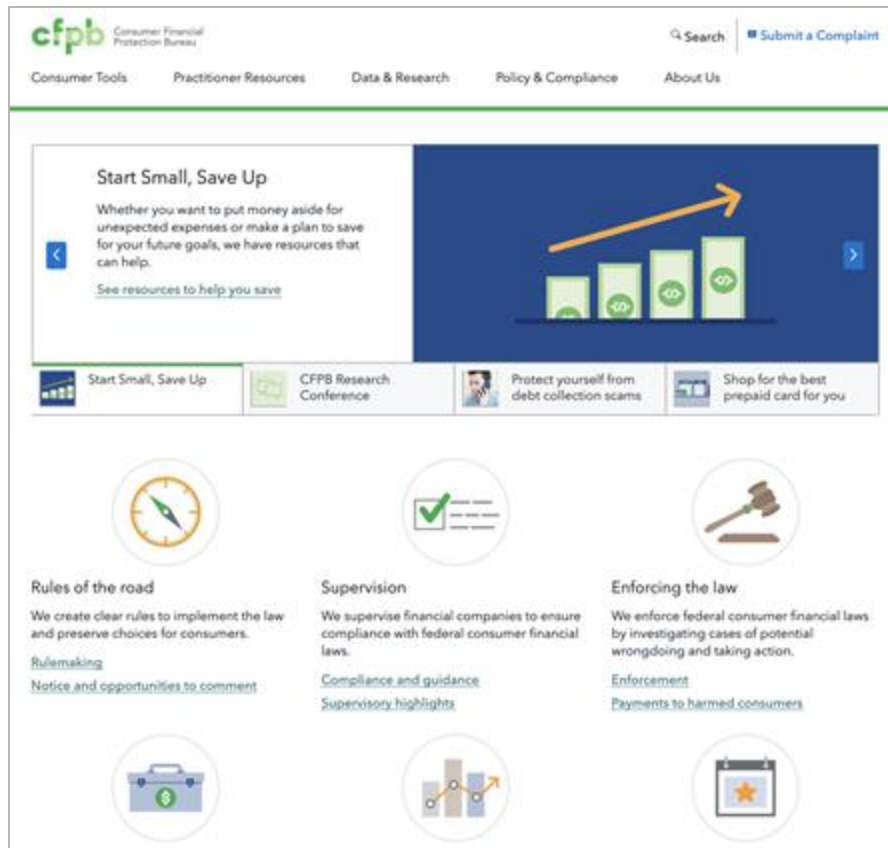 cfpb Consumer Financial
Protection Bureau
Search
Submit a Complaint
Consumer Tools Practitioner Resources Data & Research Policy & Compliance About Us
Start Small, Save Up
Whether you want to put money aside for
unexpected expenses or make a plan to save
for your future goals, we have resources that
can help.
See resources to help you save
Start Small, Save Up
CFPB Research
Conference
Protect yourself from
debt collection scams
Shop for the best
prepaid card for you
Rules of the road
We create clear rules to implement the law
and preserve choices for consumers.
Rulemaking
Notice and opportunities to comment
Supervision
We supervise financial companies to ensure
compliance with federal consumer financial
laws.
Compliance and guidance
Supervisory highlights
Enforcing the law
We enforce federal consumer financial laws
by investigating cases of potential
wrongdoing and taking action.
Enforcement
Payments to harmed consumers